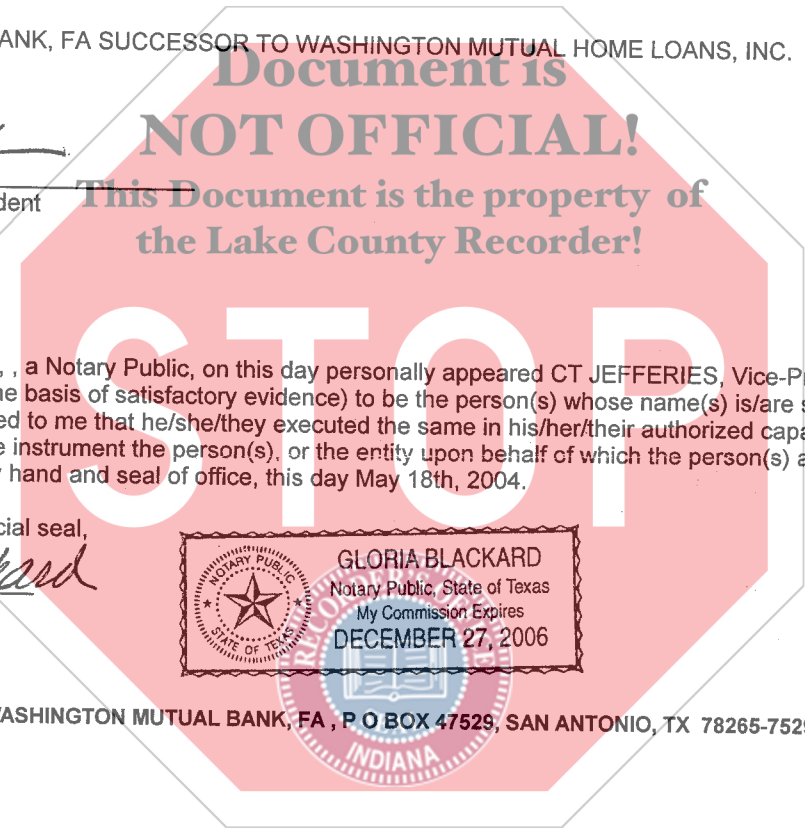 ANK, FA SUCCESSOR TO WASHINGTON MUTUAL HOME LOANS, INC.
Document is
NOT OFFICIAL!
This Document is the property of
the Lake County Recorder!
dent
STOP
, , a Notary Public, on this day personally appeared CT JEFFERIES, Vice-P
e basis of satisfactory evidence) to be the person(s) whose name(s) is/are s
ed to me that he/she/they executed the same in his/her/their authorized capa
e instrument the person(s), or the entity upon behalf of which the person(s) a
hand and seal of office, this day May 18th, 2004.
cial seal,
kard
NOTARY PUBLIC
STATE OF TEXAS
GLORIA BLACKARD
Notary Public, State of Texas
My Commission Expires
DECEMBER 27, 2006
RECORDER'S OFFICE
INDIANA
WASHINGTON MUTUAL BANK, FA , P O BOX 47529, SAN ANTONIO, TX 78265-7529